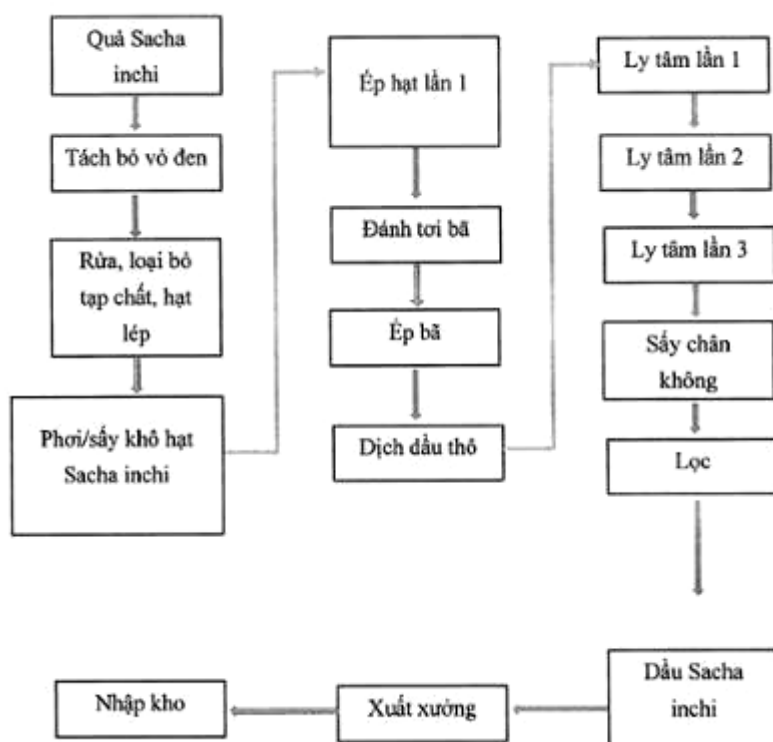 Quả Sacha
inchi
Tách bỏ vỏ đen
Rửa, loại bỏ
tạp chất, hạt
lép
Phơi/sấy khô hạt
Sacha inchi
Ép hạt lần 1
Đánh tơi bã
Ép bã
Dịch dầu thô
Ly tâm lần 1
Ly tâm lần 2
Ly tâm lần 3
Sấy chân
không
Lọc
Dầu Sacha
inchi
Xuất xưởng
Nhập kho